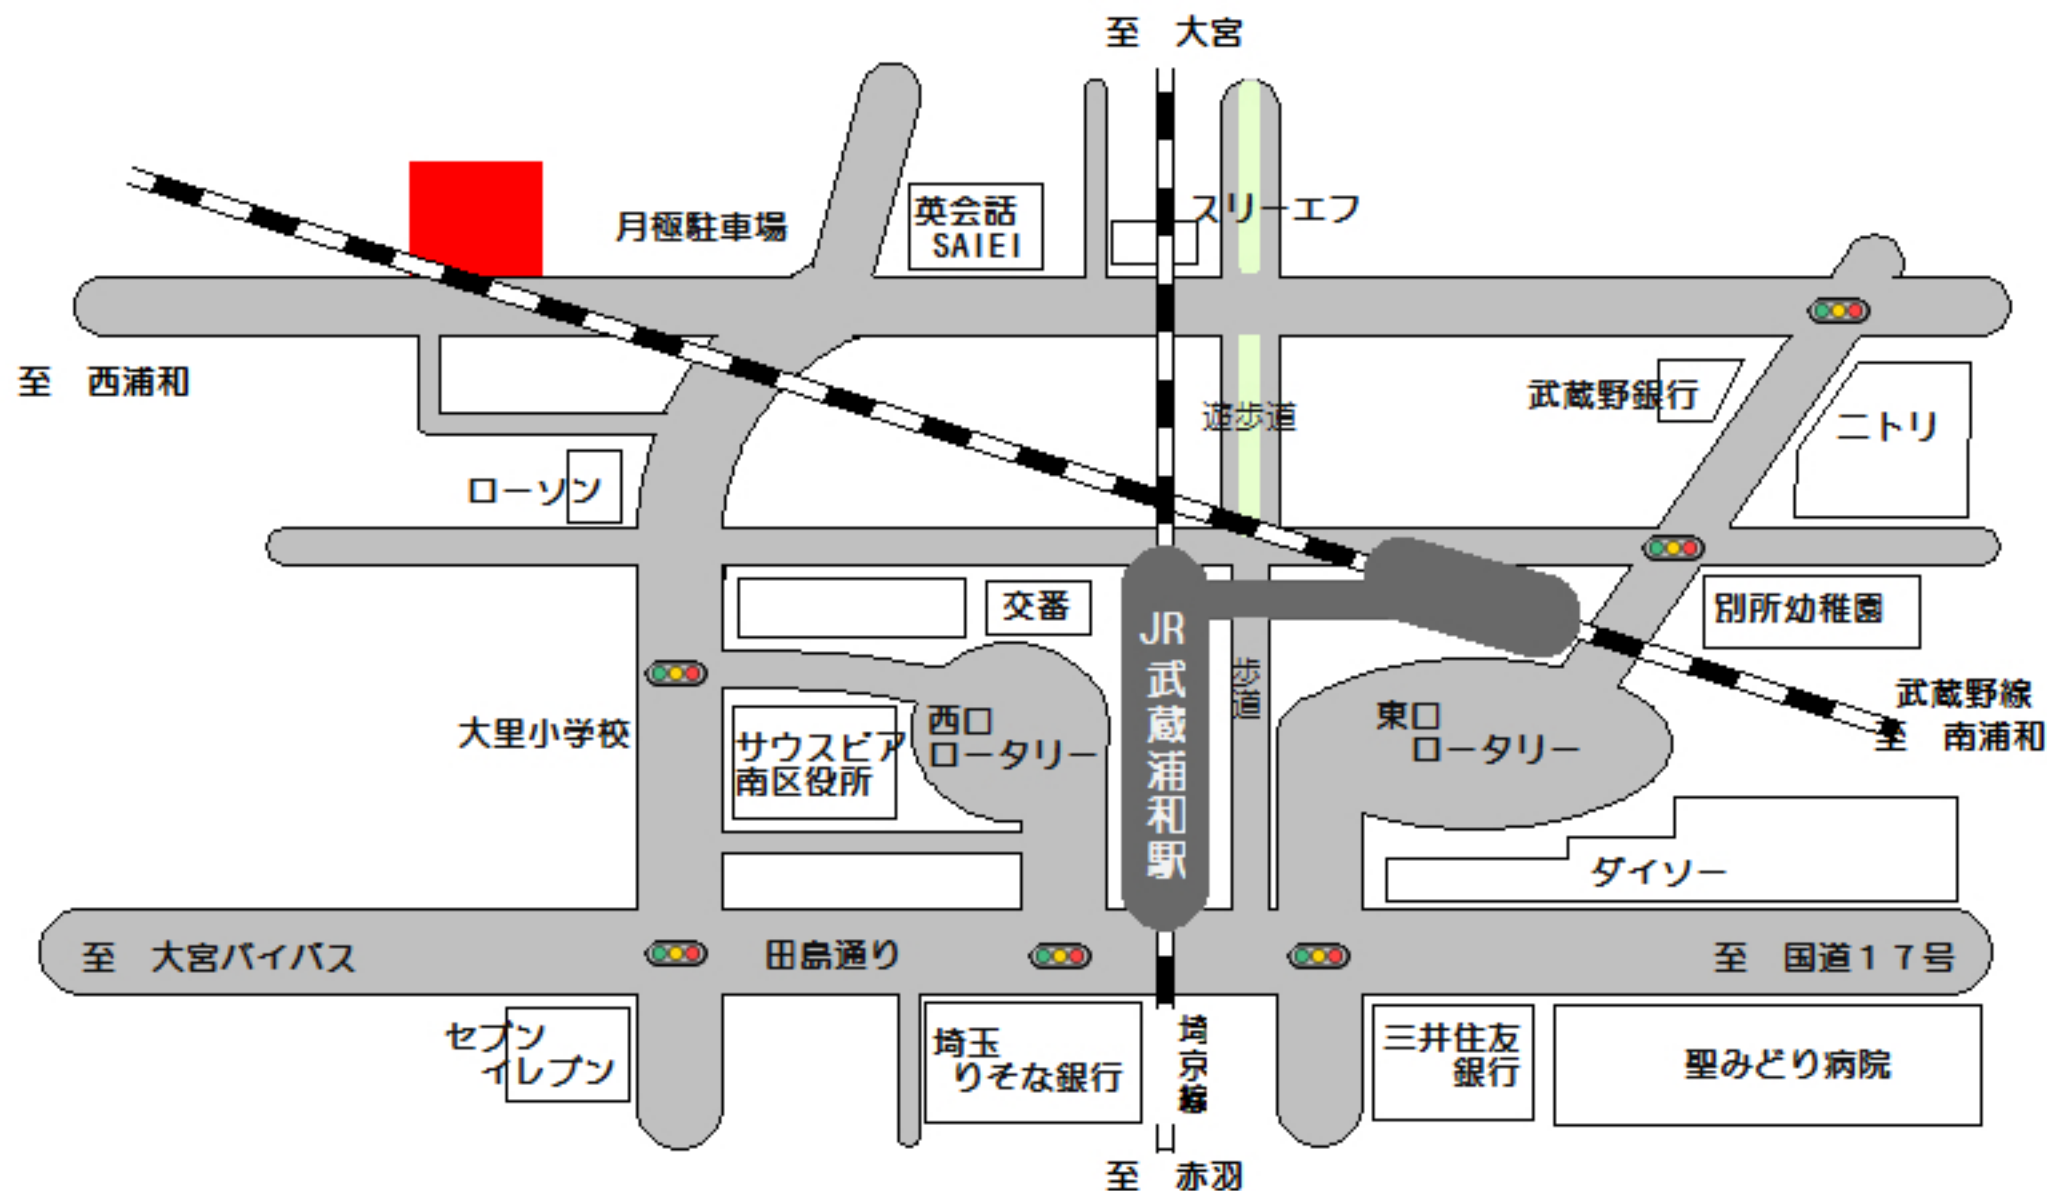 至　大宮
スリーエフ
英会話
SAIEI
月極駐車場
至　西浦和
武蔵野銀行
遊歩道
ニトリ
ローソン
交番
JR武蔵浦和駅
別所幼稚園
歩道
武蔵野線
至　南浦和
大里小学校
サウスピア
南区役所
西口
ロータリー
東口
ロータリー
ダイソー
至　大宮バイパス
田島通り
至　国道１７号
セブン
イレブン
埼玉
りそな銀行
埼京線
三井住友
銀行
聖みどり病院
至　赤羽